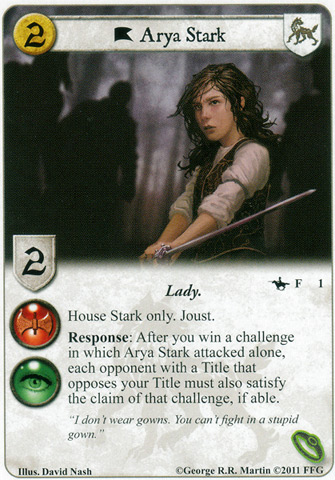 2
Arya Stark
2
Lady.
F 1
House Stark only. Joust.
Response: After you win a challenge
in which Arya Stark attacked alone,
each opponent with a Title that
opposes your Title must also satisfy
the claim of that challenge, if able.
"I don't wear gowns. You can't fight in a stupid
gown."
Illus. David Nash
©George R.R. Martin ©2011 FFG